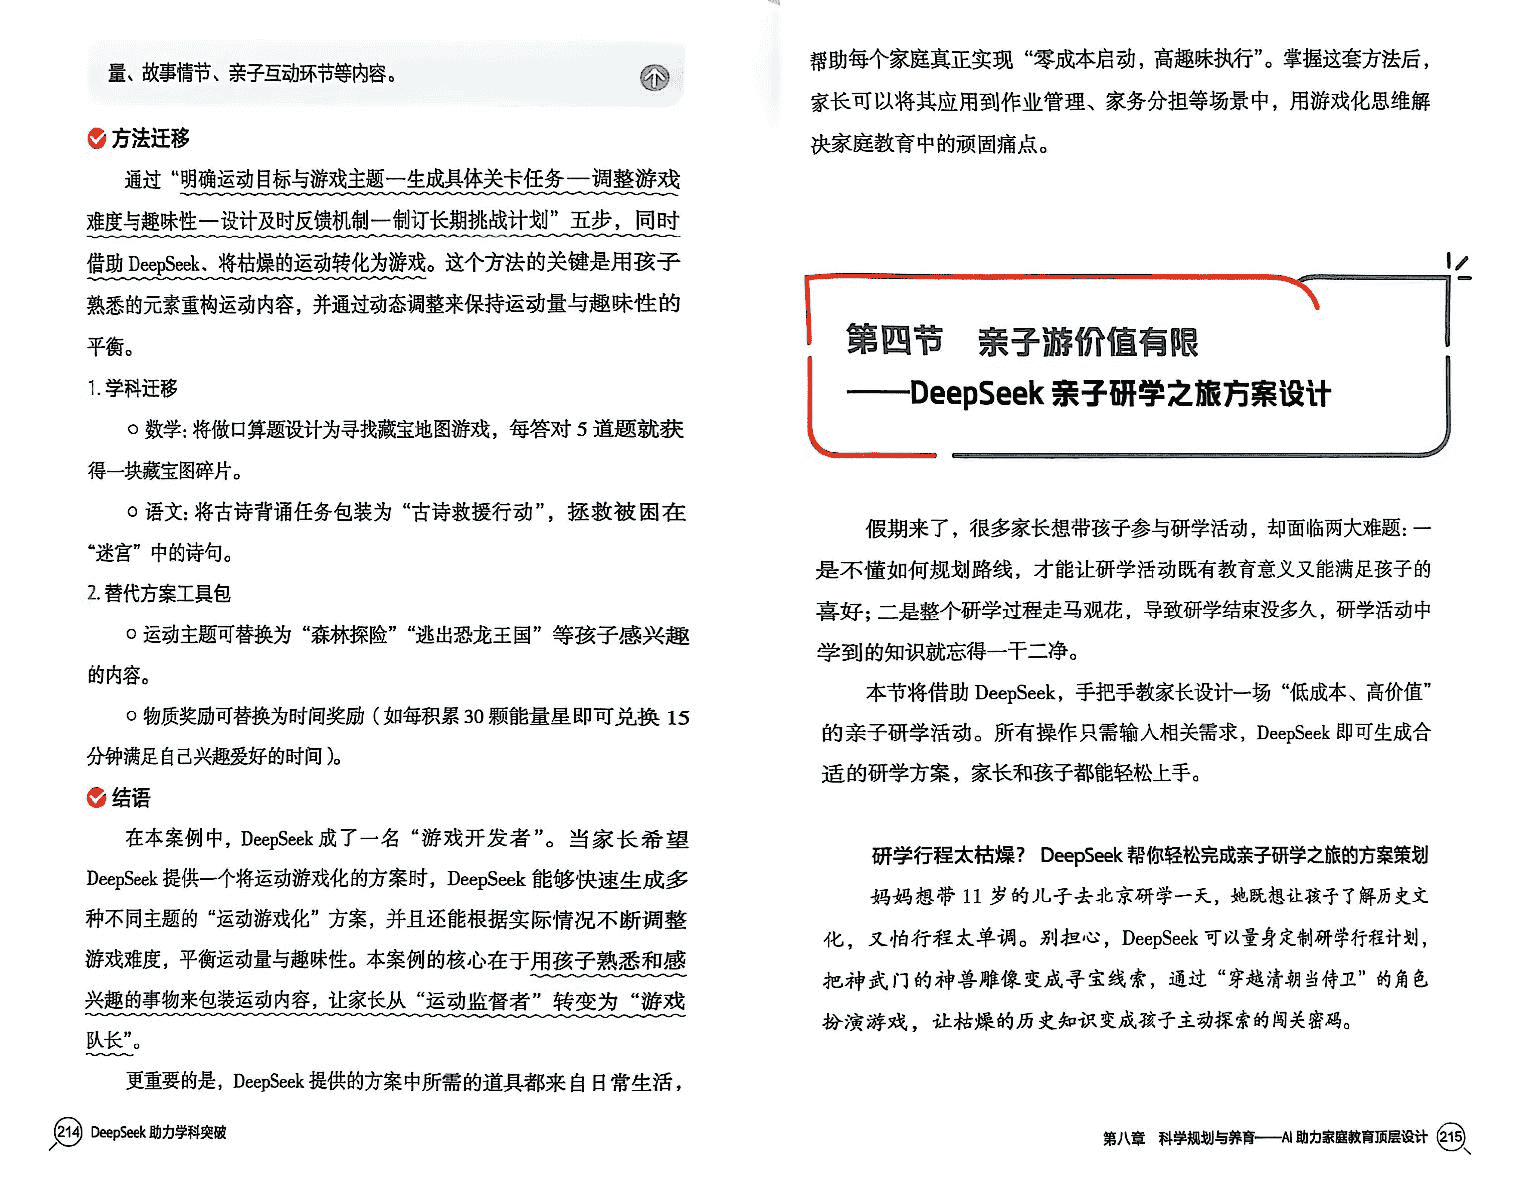 量、故事情节、亲子互动环节等内容。
方法迁移
通过“明确运动目标与游戏主题—生成具体关卡任务—调整游戏
难度与趣味性—设计及时反馈机制—制订长期挑战计划”五步，同时
借助 DeepSeek、将枯燥的运动转化为游戏。这个方法的关键是用孩子
熟悉的元素重构运动内容，并通过动态调整来保持运动量与趣味性的
平衡。
1. 学科迁移
○ 数学：将做口算题设计为寻找藏宝地图游戏，每答对 5 道题就获
得一块藏宝图碎片。
○ 语文：将古诗背诵任务包装为“古诗救援行动”，拯救被困在
“迷宫”中的诗句。
2. 替代方案工具包
○ 运动主题可替换为“森林探险”“逃出恐龙王国”等孩子感兴趣
的内容。
○ 物质奖励可替换为时间奖励（如每积累 30 颗能量星即可兑换 15
分钟满足自己兴趣爱好的时间）。
结语
在本案例中，DeepSeek 成了一名“游戏开发者”。当家长希望
DeepSeek 提供一个将运动游戏化的方案时，DeepSeek 能够快速生成多
种不同主题的“运动游戏化”方案，并且还能根据实际情况不断调整
游戏难度，平衡运动量与趣味性。本案例的核心在于用孩子熟悉和感
兴趣的事物来包装运动内容，让家长从“运动监督者”转变为“游戏
队长”。
更重要的是，DeepSeek 提供的方案中所需的道具都来自日常生活，
214 DeepSeek 助力学科突破
帮助每个家庭真正实现“零成本启动，高趣味执行”。掌握这套方法后，
家长可以将其应用到作业管理、家务分担等场景中，用游戏化思维解
决家庭教育中的顽固痛点。
第四节 亲子游价值有限
——DeepSeek 亲子研学之旅方案设计
假期来了，很多家长想带孩子参与研学活动，却面临两大难题：一
是不懂如何规划路线，才能让研学活动既有教育意义又能满足孩子的
喜好；二是整个研学过程走马观花，导致研学结束没多久，研学活动中
学到的知识就忘得一干二净。
本节将借助 DeepSeek，手把手教家长设计一场“低成本、高价值”
的亲子研学活动。所有操作只需输入相关需求，DeepSeek 即可生成合
适的研学方案，家长和孩子都能轻松上手。
研学行程太枯燥？ DeepSeek 帮你轻松完成亲子研学之旅的方案策划
妈妈想带 11 岁的儿子去北京研学一天，她既想让孩子了解历史文
化，又怕行程太单调。别担心，DeepSeek 可以量身定制研学行程计划，
把神武门的神兽雕像变成寻宝线索，通过“穿越清朝当侍卫”的角色
扮演游戏，让枯燥的历史知识变成孩子主动探索的闯关密码。
第八章 科学规划与养育——AI 助力家庭教育顶层设计 215